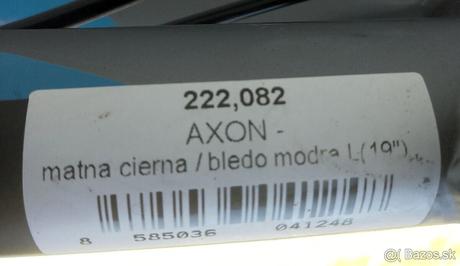 222,082
AXON -
matna cierna / bledo modra L(19")
8 585036 041248
Bazos.sk